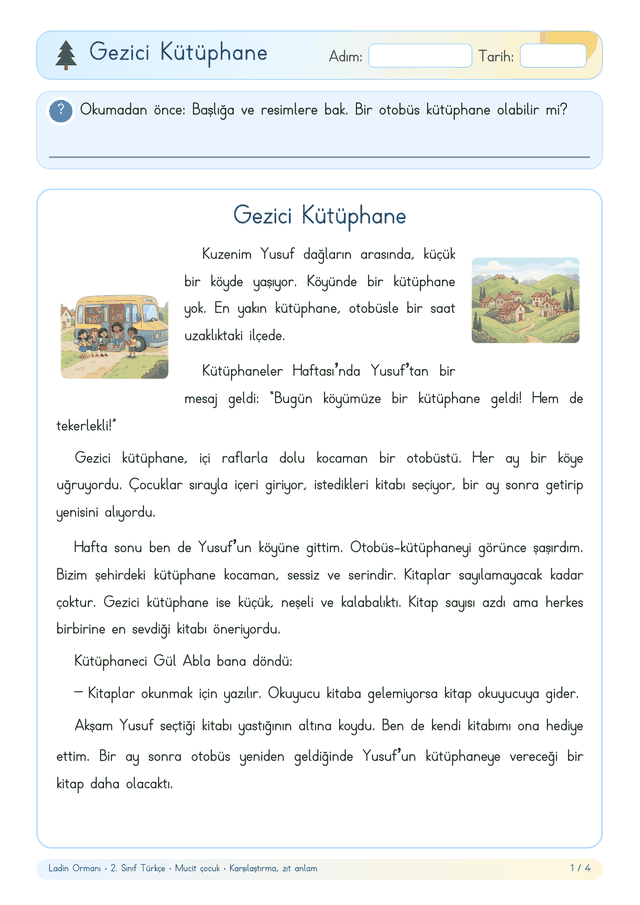 Gezici Kütüphane
Adım:
Tarih:
? Okumadan önce: Başlığa ve resimlere bak. Bir otobüs kütüphane olabilir mi?
Gezici Kütüphane
Kuzenim Yusuf dağların arasında, küçük
bir köyde yaşıyor. Köyünde bir kütüphane
yok. En yakın kütüphane, otobüsle bir saat
uzaklıktaki ilçede.
Kütüphaneler Haftası'nda Yusuf'tan bir
mesaj geldi: "Bugün köyümüze bir kütüphane geldi! Hem de
tekerlekli!"
Gezici kütüphane, içi raflarla dolu kocaman bir otobüstü. Her ay bir köye
uğruyordu. Çocuklar sırayla içeri giriyor, istedikleri kitabı seçiyor, bir ay sonra getirip
yenisini alıyordu.
Hafta sonu ben de Yusuf'un köyüne gittim. Otobüs-kütüphaneyi görünce şaşırdım.
Bizim şehirdeki kütüphane kocaman, sessiz ve serindir. Kitaplar sayılamayacak kadar
çoktur. Gezici kütüphane ise küçük, neşeli ve kalabalıktı. Kitap sayısı azdı ama herkes
birbirine en sevdiği kitabı öneriyordu.
Kütüphaneci Gül Abla bana döndü:
– Kitaplar okunmak için yazılır. Okuyucu kitaba gelemiyorsa kitap okuyucuya gider.
Akşam Yusuf seçtiği kitabı yastığının altına koydu. Ben de kendi kitabımı ona hediye
ettim. Bir ay sonra otobüs yeniden geldiğinde Yusuf'un kütüphaneye vereceği bir
kitap daha olacaktı.
Ladin Ormanı • 2. Sınıf Türkçe • Mucit çocuk • Karşılaştırma, zıt anlam
1 / 4